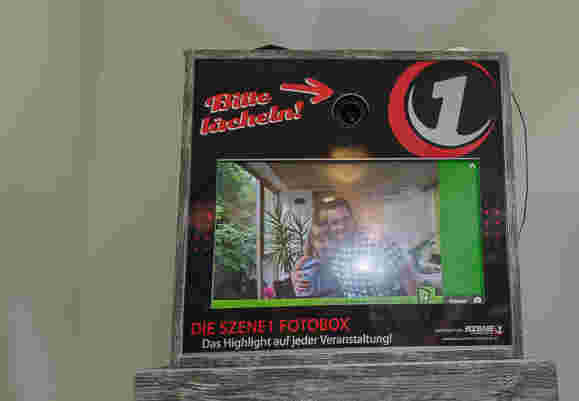 Bitte
lächeln!
1
DIE SZENE1 FOTOBOX
Das Highlight auf jeder Veranstaltung!